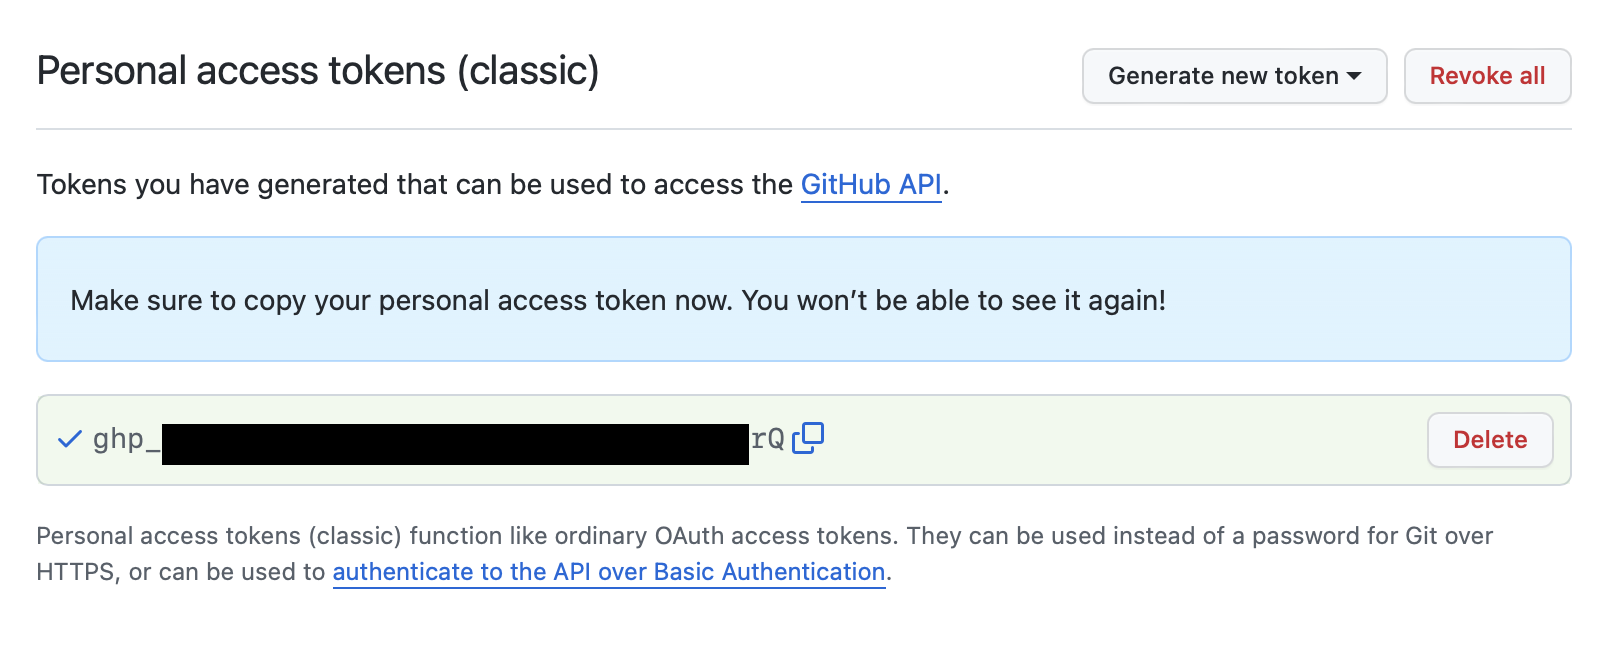 Personal access tokens (classic)
Generate new token
Revoke all
Tokens you have generated that can be used to access the GitHub API.
Make sure to copy your personal access token now. You won’t be able to see it again!
ghp_ rQ
Delete
Personal access tokens (classic) function like ordinary OAuth access tokens. They can be used instead of a password for Git over
HTTPS, or can be used to authenticate to the API over Basic Authentication.